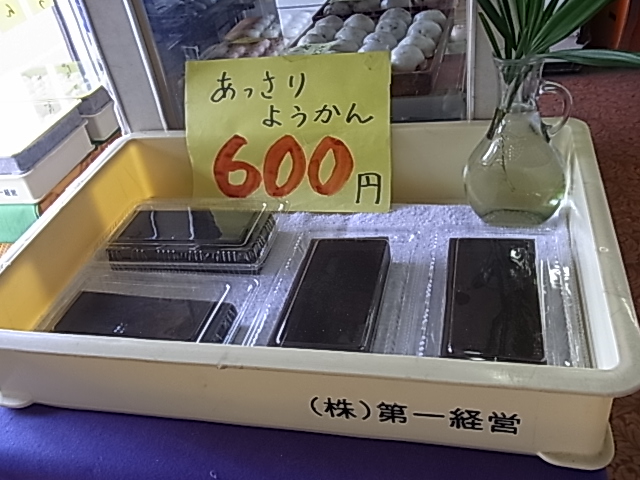 あっさり
ようかん
600円
(株)第一経営